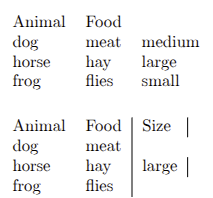 Animal Food
dog meat medium
horse hay large
frog flies small
Animal Food Size
dog meat
horse hay large
frog flies